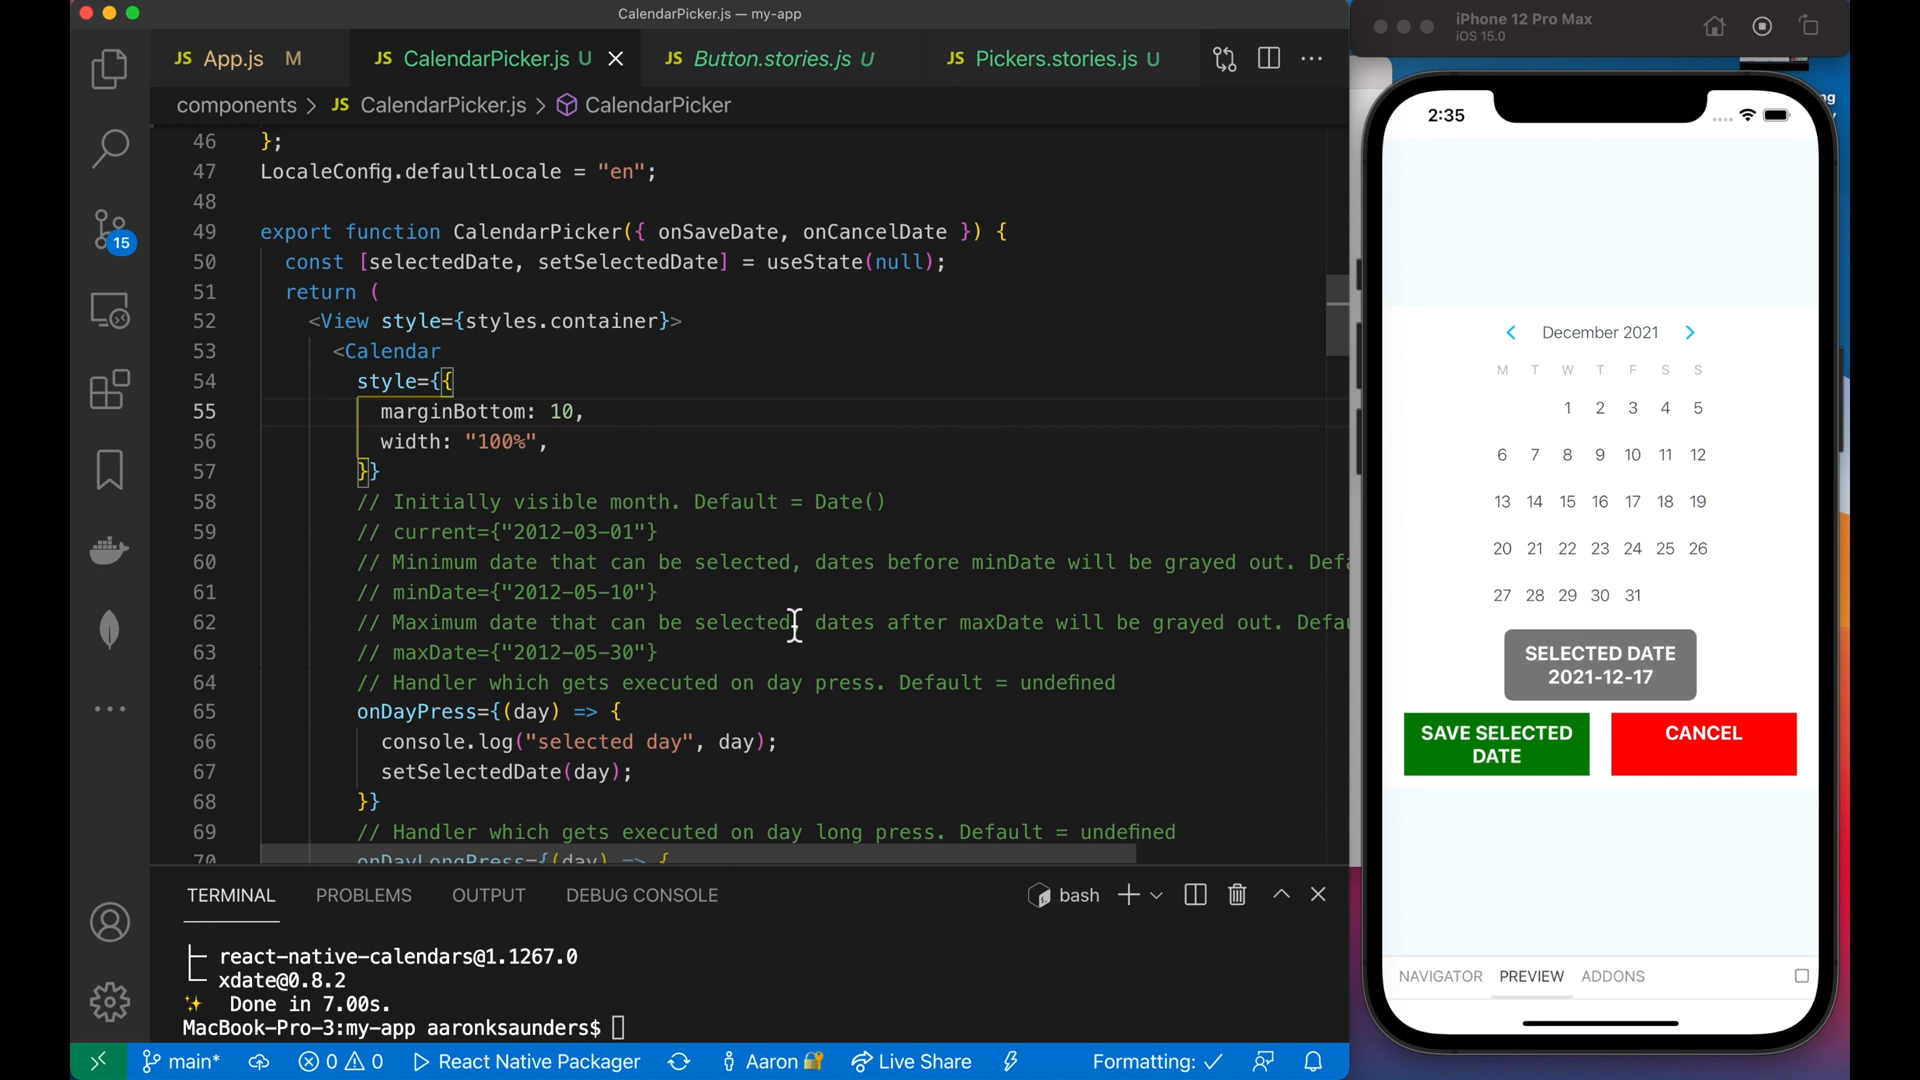 CalendarPicker.js — my-app
JS App.js M
JS CalendarPicker.js U
JS Button.stories.js U
JS Pickers.stories.js U
components > JS CalendarPicker.js > CalendarPicker
46 };
47 LocaleConfig.defaultLocale = "en";
48
49 export function CalendarPicker({ onSaveDate, onCancelDate }) {
50 const [selectedDate, setSelectedDate] = useState(null);
51 return (
52 <View style={styles.container}>
53 <Calendar
54 style={{
55 marginBottom: 10,
56 width: "100%",
57 }}
58 // Initially visible month. Default = Date()
59 // current={"2012-03-01"}
60 // Minimum date that can be selected, dates before minDate will be grayed out. Defa
61 // minDate={"2012-05-10"}
62 // Maximum date that can be selected, dates after maxDate will be grayed out. Defau
63 // maxDate={"2012-05-30"}
64 // Handler which gets executed on day press. Default = undefined
65 onDayPress={(day) => {
66 console.log("selected day", day);
67 setSelectedDate(day);
68 }}
69 // Handler which gets executed on day long press. Default = undefined
70 onDayLongPress={(day) => {
15
TERMINAL PROBLEMS OUTPUT DEBUG CONSOLE
bash
react-native-calendars@1.1267.0
xdate@0.8.2
Done in 7.00s.
MacBook-Pro-3:my-app aaronksaunders$
main* 0 0 React Native Packager Aaron Live Share Formatting: ✓
iPhone 12 Pro Max
iOS 15.0
ng
2:35
December 2021
M T W T F S S
1 2 3 4 5
6 7 8 9 10 11 12
13 14 15 16 17 18 19
20 21 22 23 24 25 26
27 28 29 30 31
SELECTED DATE
2021-12-17
SAVE SELECTED
DATE
CANCEL
NAVIGATOR PREVIEW ADDONS